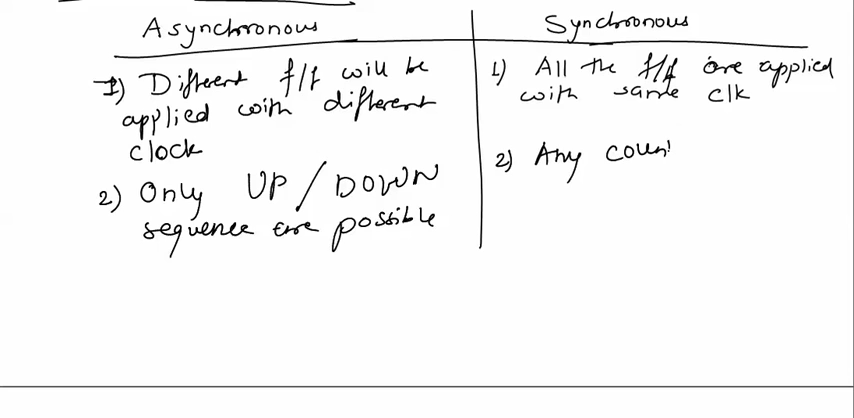 Asynchronous
Synchronous
1) Different f/f will be
applied with different
clock
2) Only UP/DOWN
sequence are possible
1) All the f/f are applied
with same clk
2) Any coun